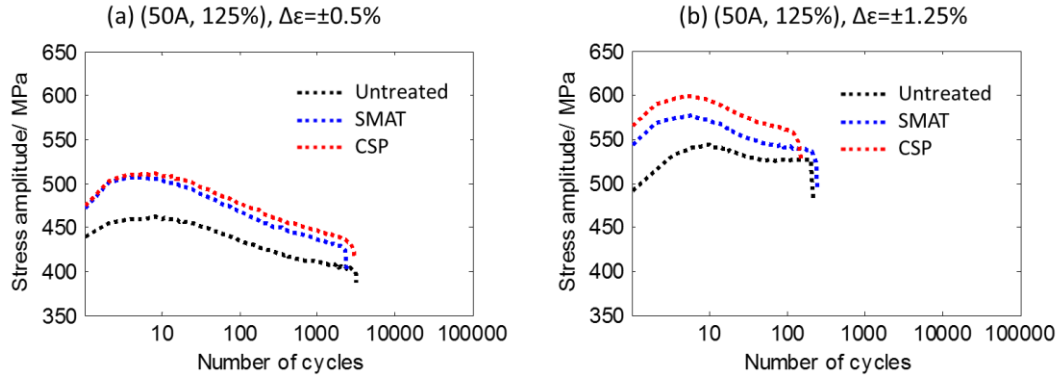 (a) (50A, 125%), Δε=±0.5%
650
600
550
500
450
400
350
Stress amplitude/ MPa
Untreated
SMAT
CSP
10
100
1000
10000
100000
Number of cycles
(b) (50A, 125%), Δε=±1.25%
650
600
550
500
450
400
350
Stress amplitude/ MPa
Untreated
SMAT
CSP
10
100
1000
10000
100000
Number of cycles